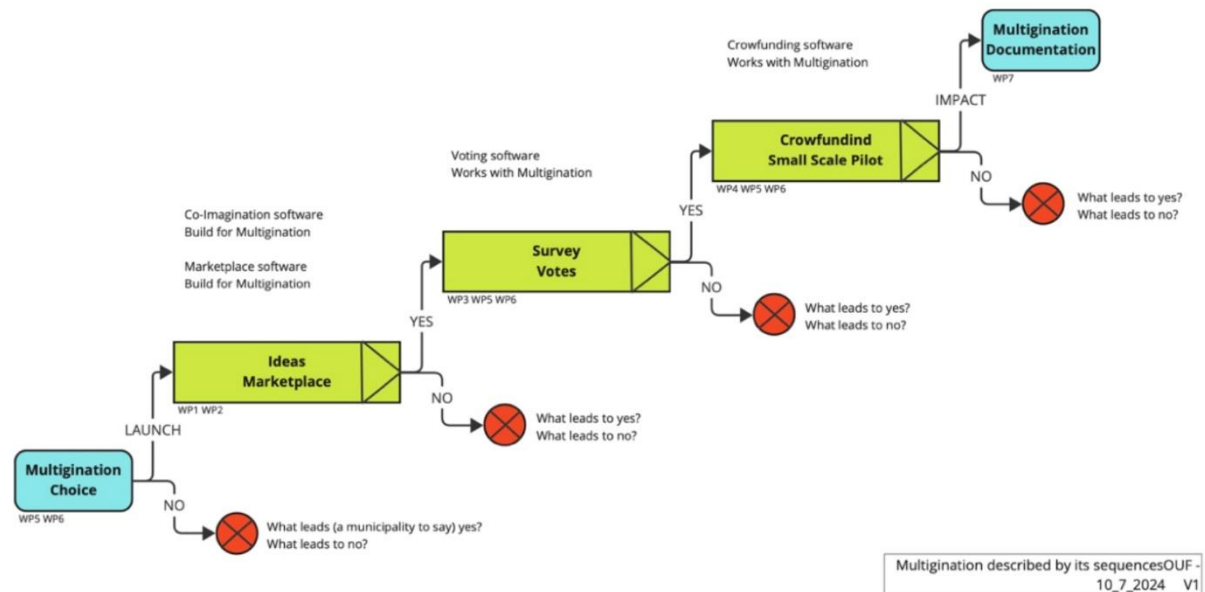 Multigination
Documentation
WP7
Crowfunding software
Works with Multigination
IMPACT
Crowfundind
Small Scale Pilot
WP4 WP5 WP6
NO
What leads to yes?
What leads to no?
Voting software
Works with Multigination
YES
Survey
Votes
WP3 WP5 WP6
NO
What leads to yes?
What leads to no?
Co-Imagination software
Build for Multigination
Marketplace software
Build for Multigination
YES
Ideas
Marketplace
WP1 WP2
NO
What leads to yes?
What leads to no?
LAUNCH
Multigination
Choice
WP5 WP6
NO
What leads (a municipality to say) yes?
What leads to no?
Multigination described by its sequencesOUF -
10_7_2024 V1